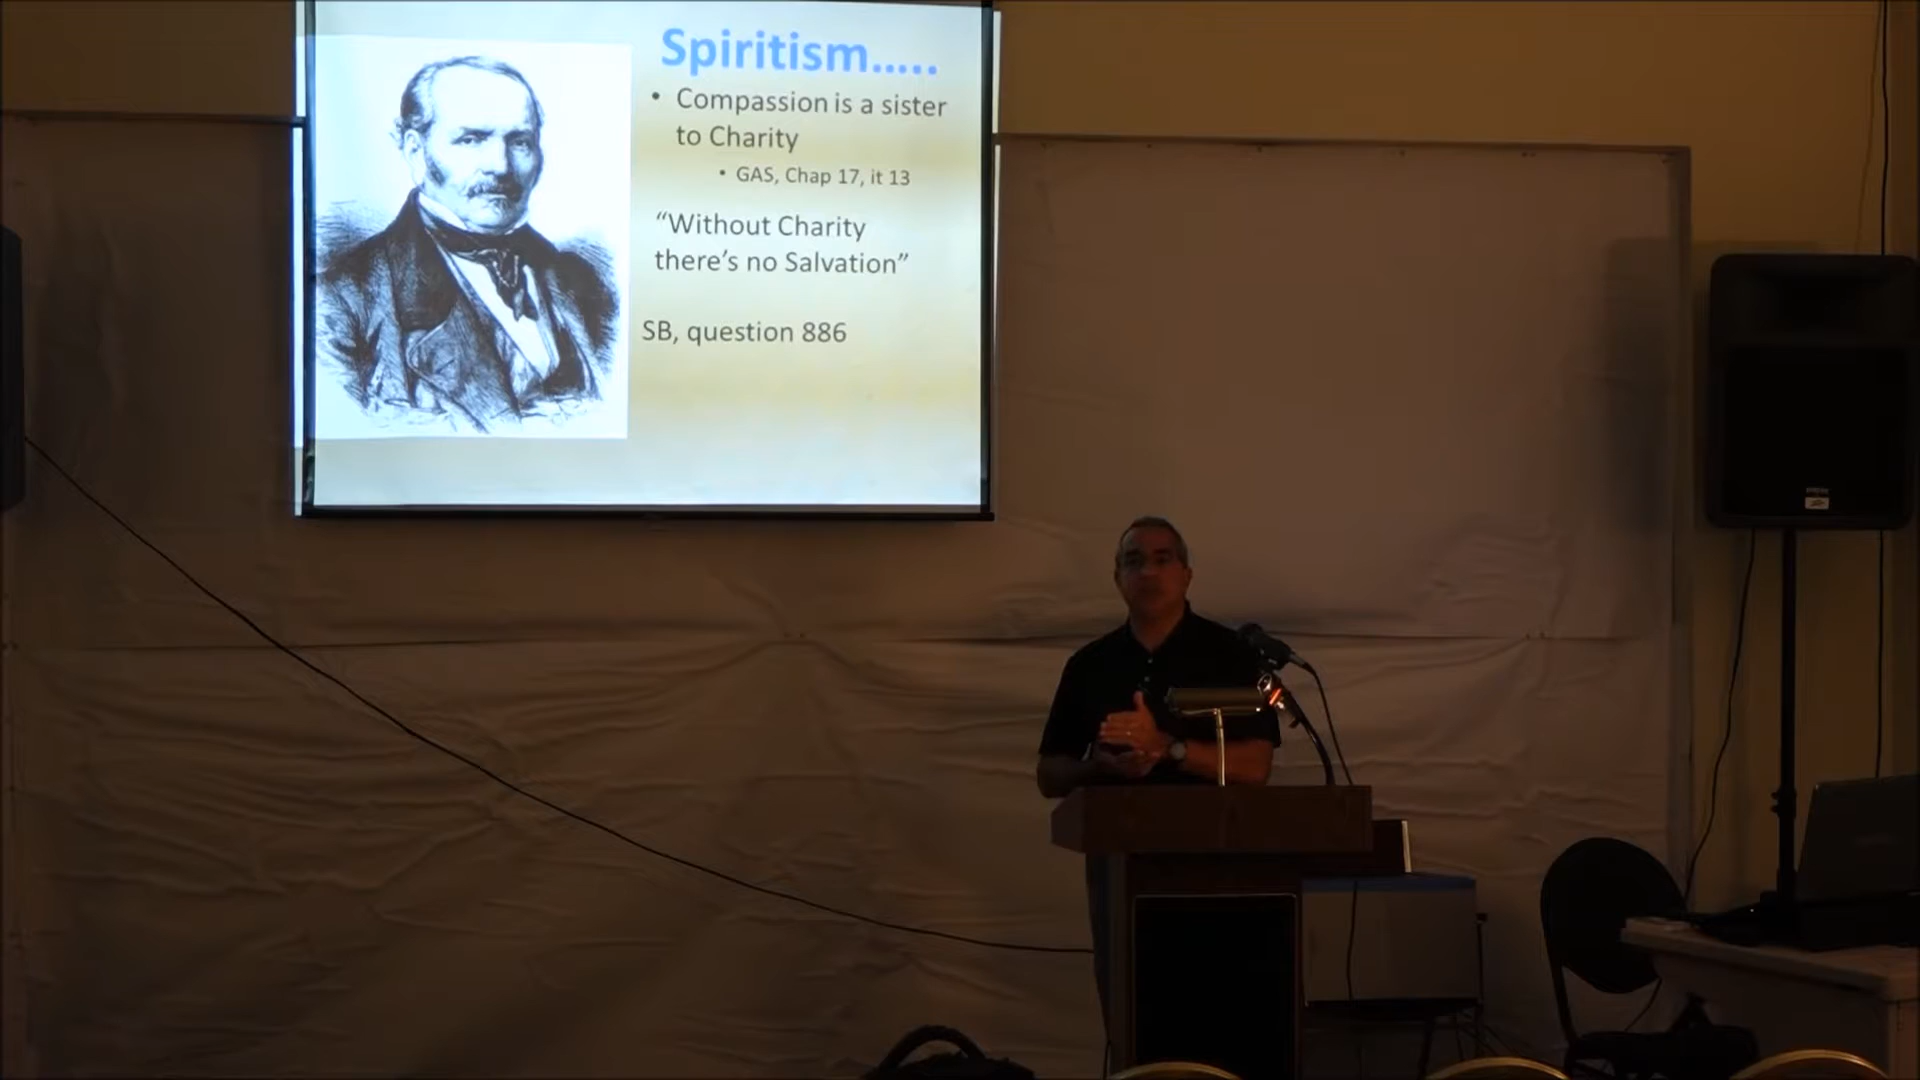 Spiritism…..
• Compassion is a sister
to Charity
• GAS, Chap 17, it 13
“Without Charity
there’s no Salvation”
SB, question 886